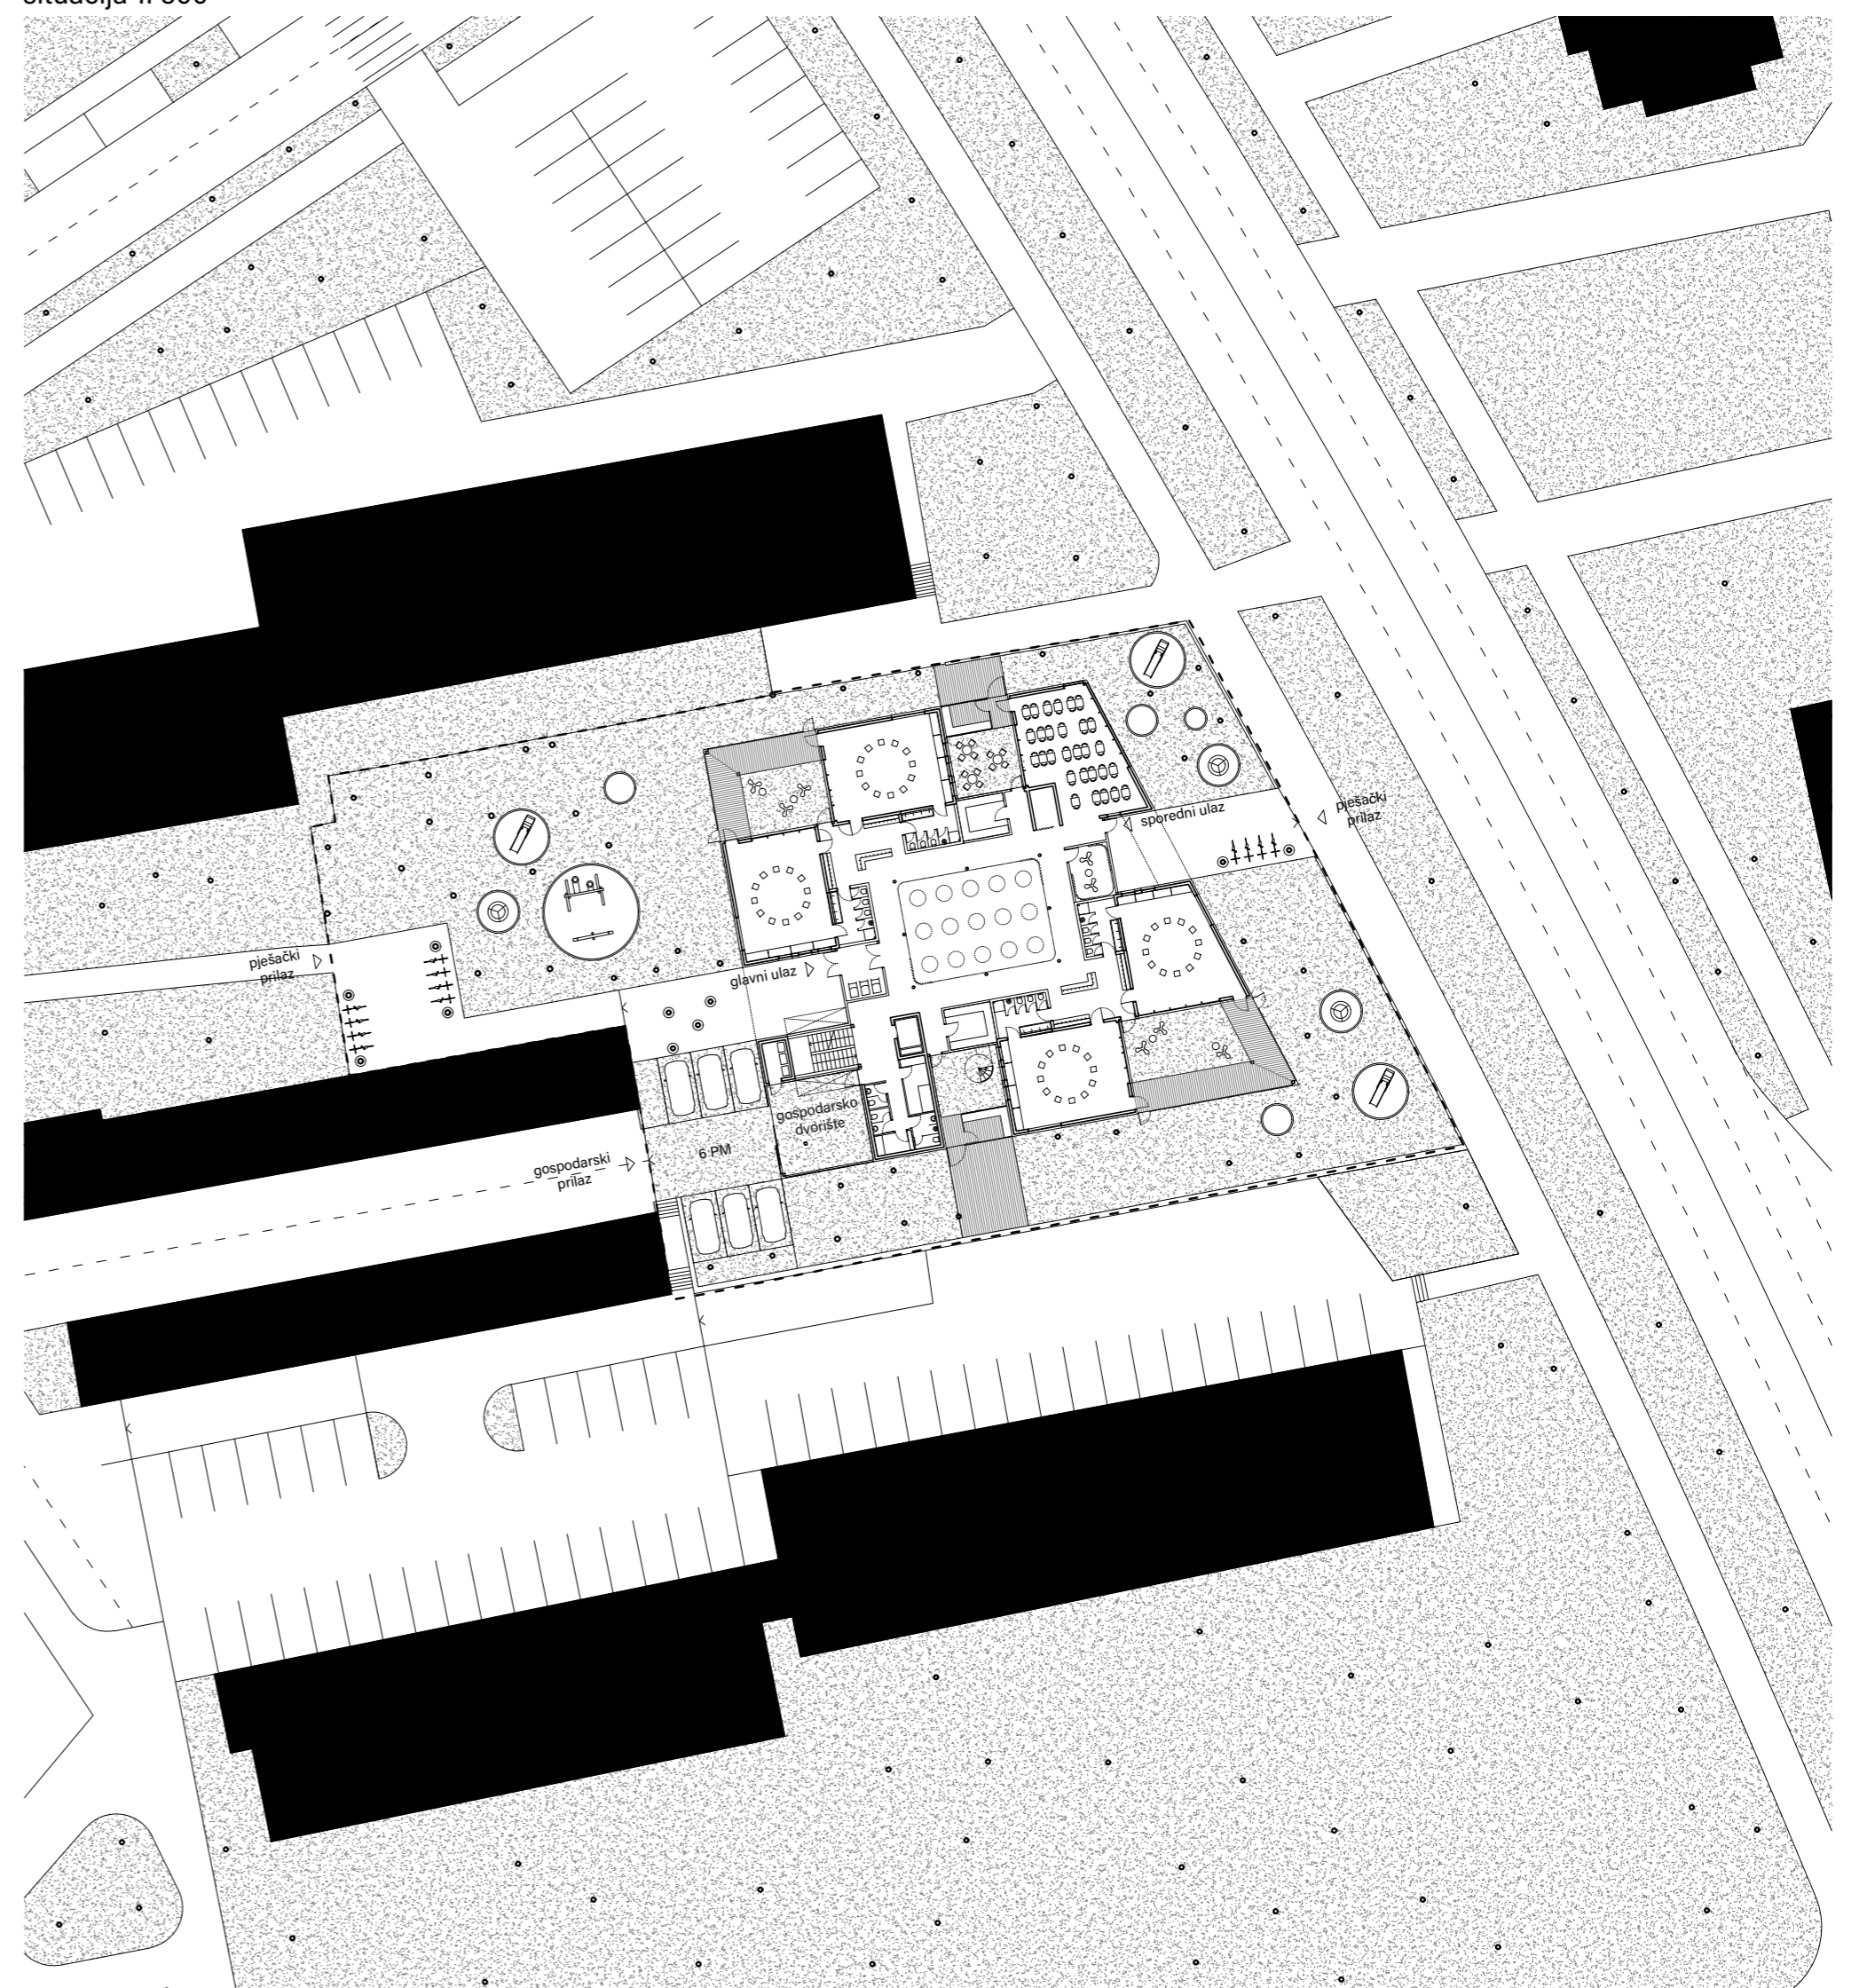 pješački
prilaz
sporedni ulaz
pješački
prilaz
glavni ulaz
gospodarsko
dvorište
6 PM
gospodarski
prilaz